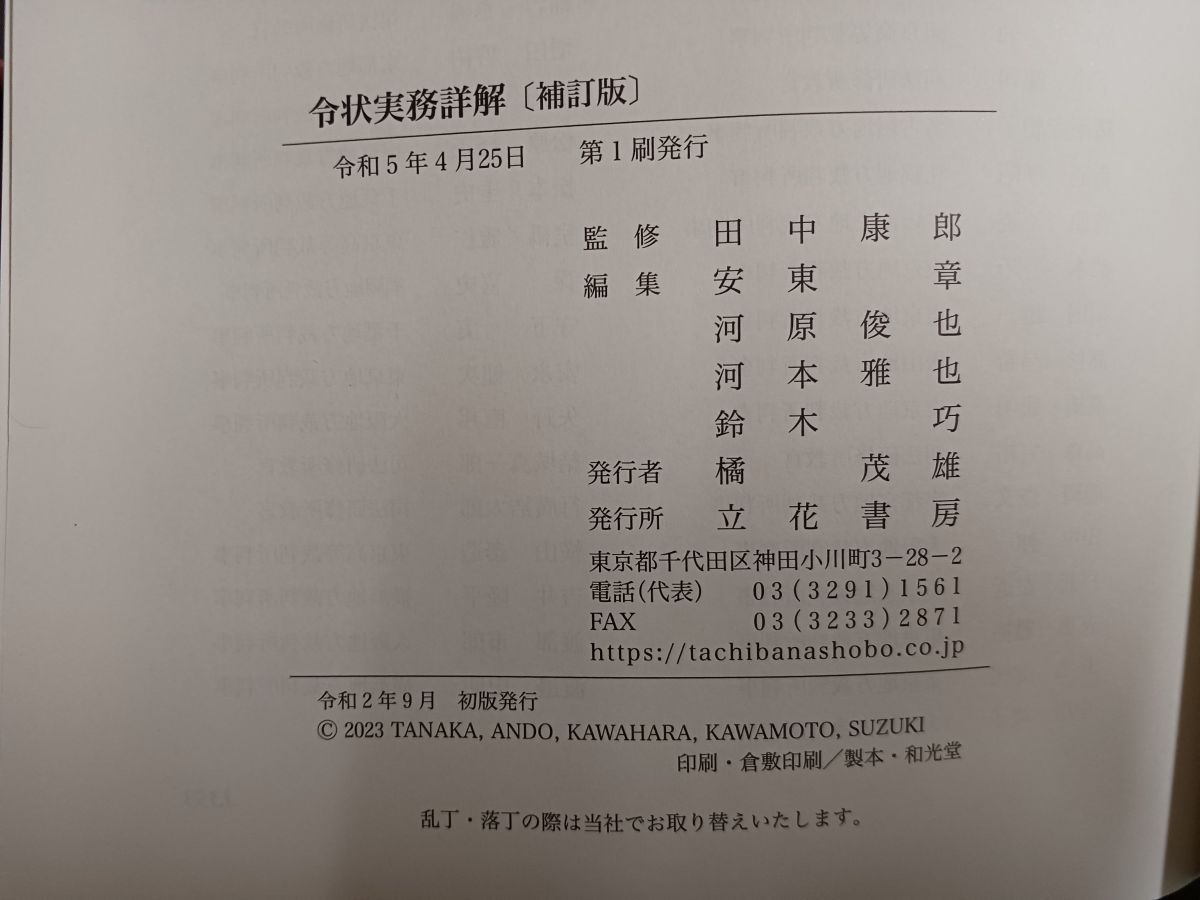 令状実務詳解〔補訂版〕
令和5年4月25日 第1刷発行
監修 田中康郎
編集 安東章
河原俊也
河本雅也
鈴木巧
発行者 橘茂雄
発行所 立花書房
東京都千代田区神田小川町3−28−2
電話(代表) 03(3291)1561
FAX 03(3233)2871
https://tachibanashobo.co.jp
令和2年9月 初版発行
© 2023 TANAKA, ANDO, KAWAHARA, KAWAMOTO, SUZUKI
印刷・倉敷印刷／製本・和光堂
乱丁・落丁の際は当社でお取り替えいたします。